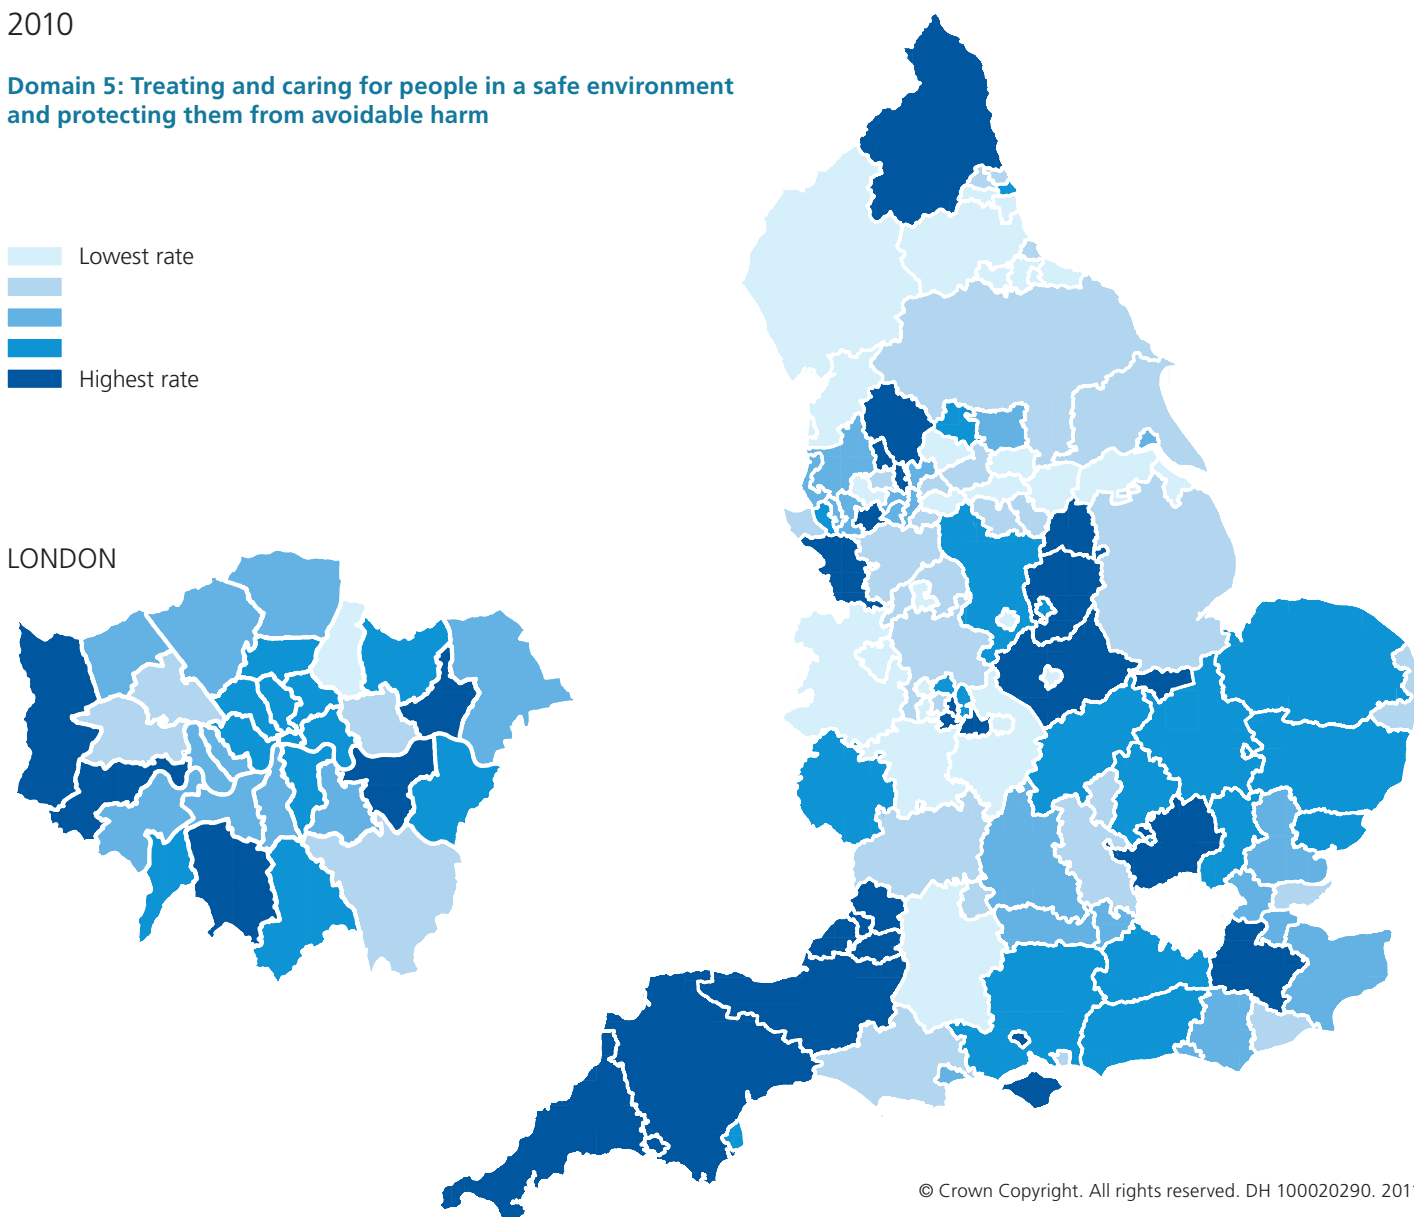 2010
Domain 5: Treating and caring for people in a safe environment
and protecting them from avoidable harm
Lowest rate
Highest rate
LONDON
© Crown Copyright. All rights reserved. DH 100020290. 2011